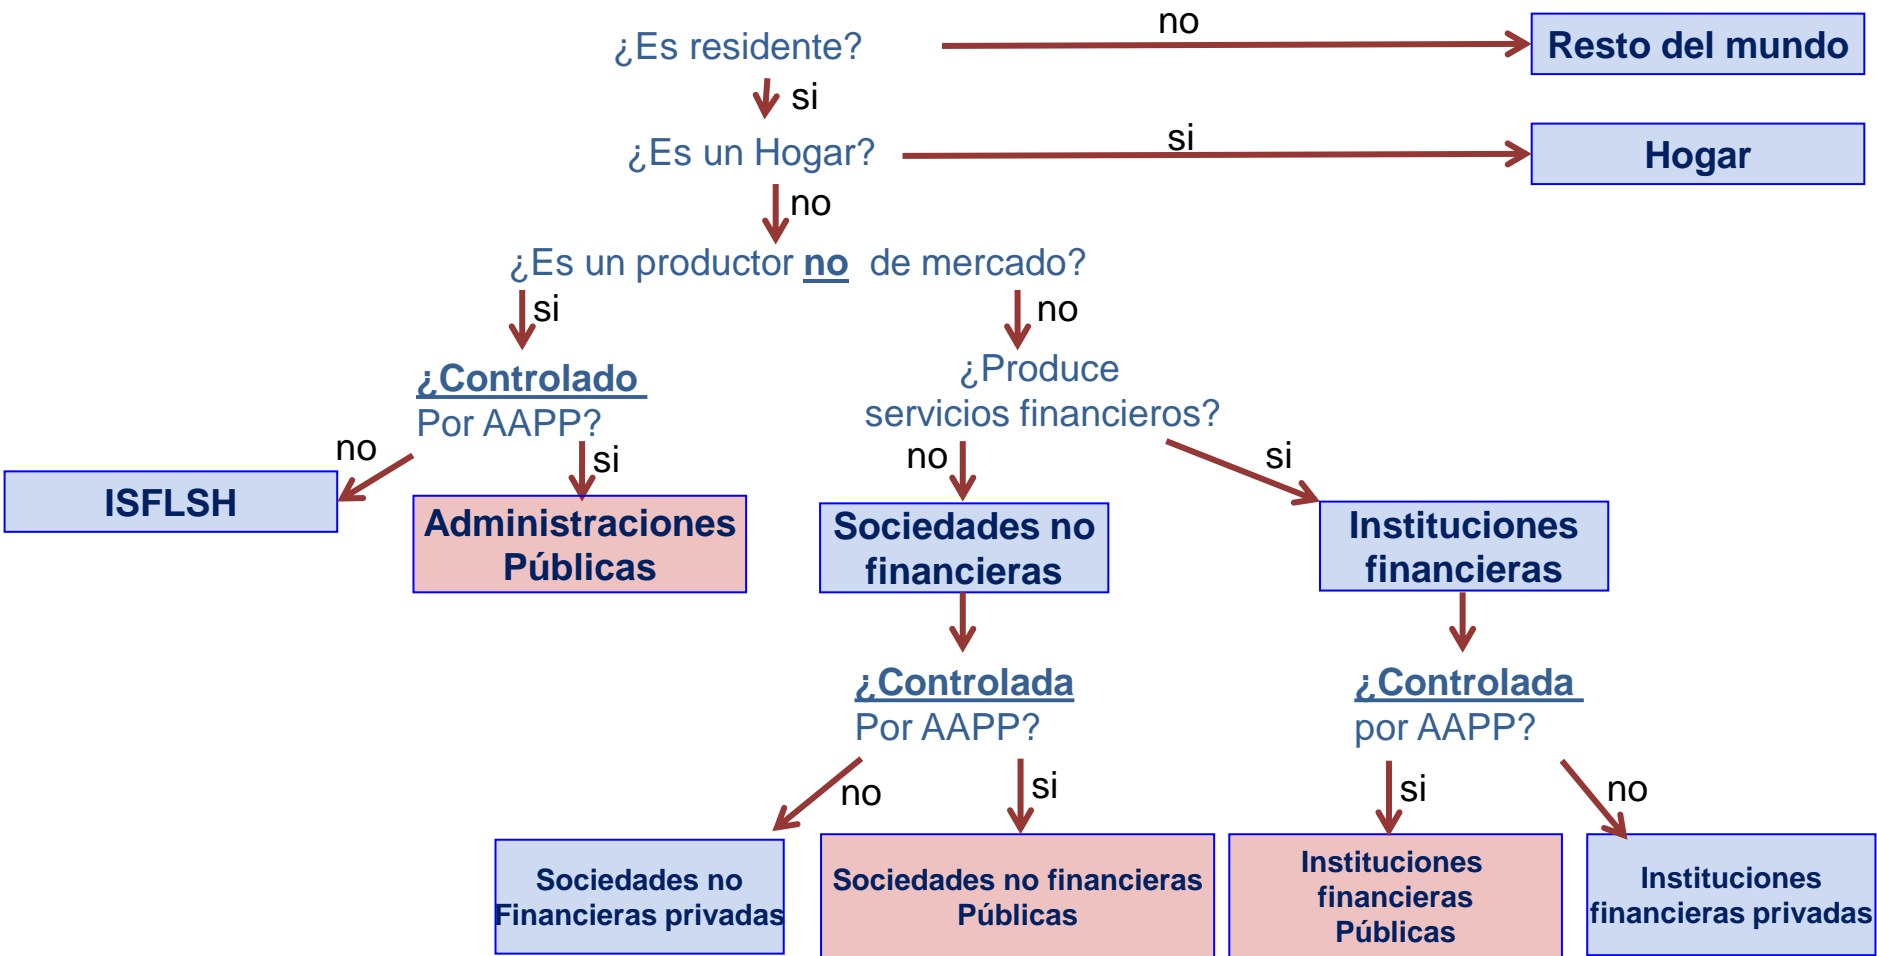 ¿Es residente?
no
Resto del mundo
si
¿Es un Hogar?
si
Hogar
no
¿Es un productor no de mercado?
si
no
¿Controlado
Por AAPP?
¿Produce
servicios financieros?
no
si
no
si
ISFLSH
Administraciones
Públicas
Sociedades no
financieras
Instituciones
financieras
¿Controlada
Por AAPP?
¿Controlada
por AAPP?
no
si
si
no
Sociedades no
Financieras privadas
Sociedades no financieras
Públicas
Instituciones
financieras
Públicas
Instituciones
financieras privadas